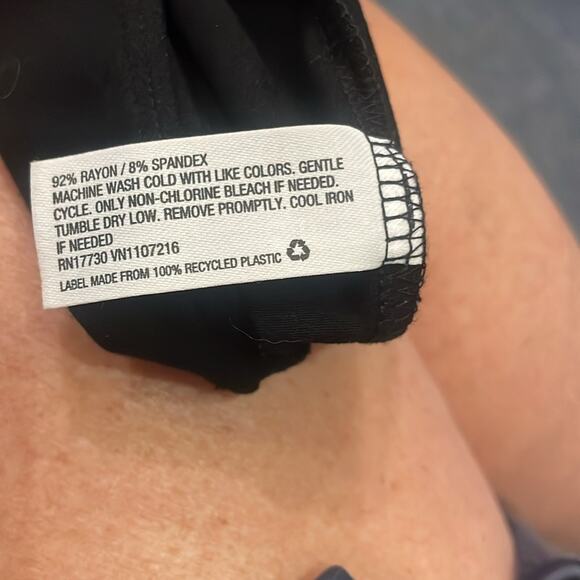 92% RAYON / 8% SPANDEX
MACHINE WASH COLD WITH LIKE COLORS. GENTLE
CYCLE. ONLY NON-CHLORINE BLEACH IF NEEDED.
TUMBLE DRY LOW. REMOVE PROMPTLY. COOL IRON
IF NEEDED
RN17730 VN1107216
LABEL MADE FROM 100% RECYCLED PLASTIC